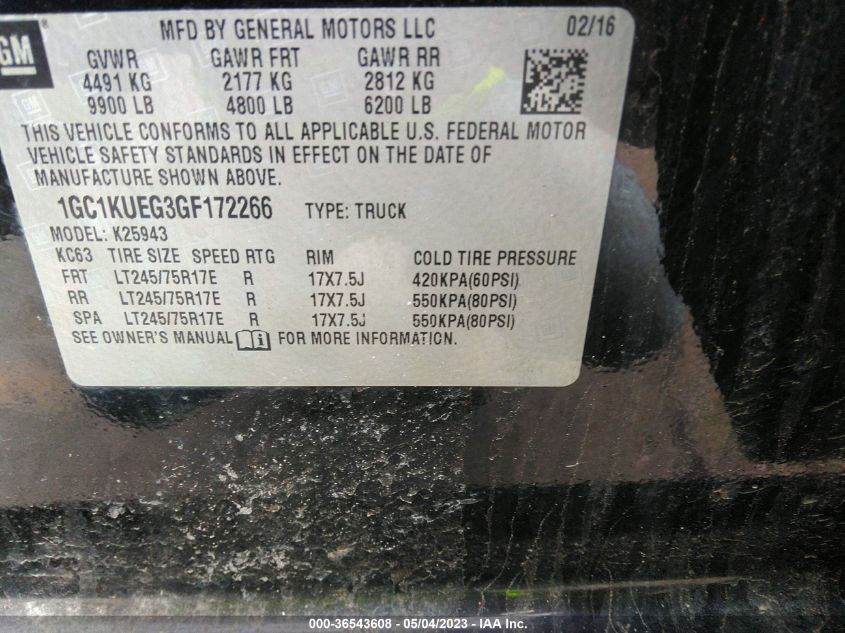 GM ®
MFD BY GENERAL MOTORS LLC 02/16
GVWR GAWR FRT GAWR RR
4491 KG 2177 KG 2812 KG
9900 LB 4800 LB 6200 LB
THIS VEHICLE CONFORMS TO ALL APPLICABLE U.S. FEDERAL MOTOR
VEHICLE SAFETY STANDARDS IN EFFECT ON THE DATE OF
MANUFACTURE SHOWN ABOVE.
1GC1KUEG3GF172266 TYPE: TRUCK
MODEL: K25943
KC63 TIRE SIZE SPEED RTG RIM COLD TIRE PRESSURE
FRT LT245/75R17E R 17X7.5J 420KPA(60PSI)
RR LT245/75R17E R 17X7.5J 550KPA(80PSI)
SPA LT245/75R17E R 17X7.5J 550KPA(80PSI)
SEE OWNER'S MANUAL FOR MORE INFORMATION.
000-36543608 - 05/04/2023 - IAA Inc.